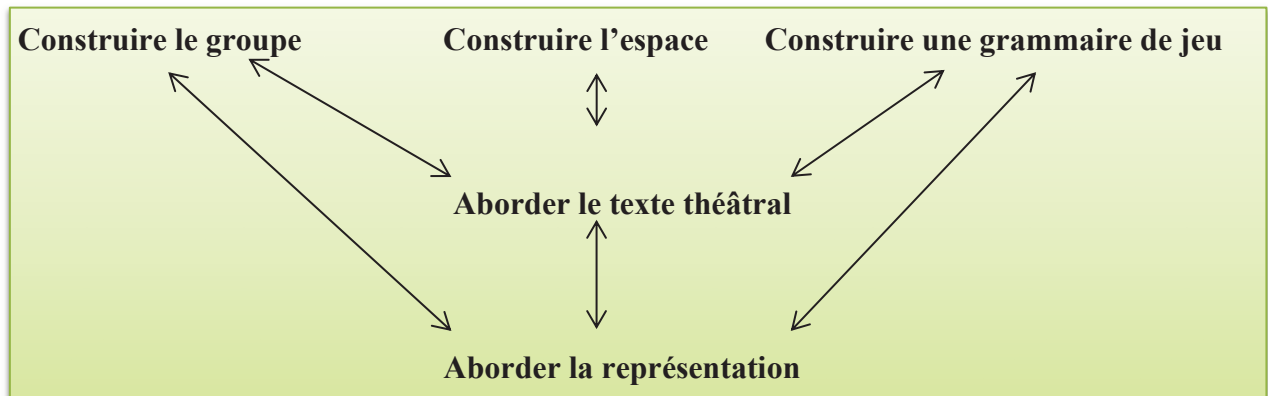 Construire le groupe
Construire l’espace
Construire une grammaire de jeu
Aborder le texte théâtral
Aborder la représentation